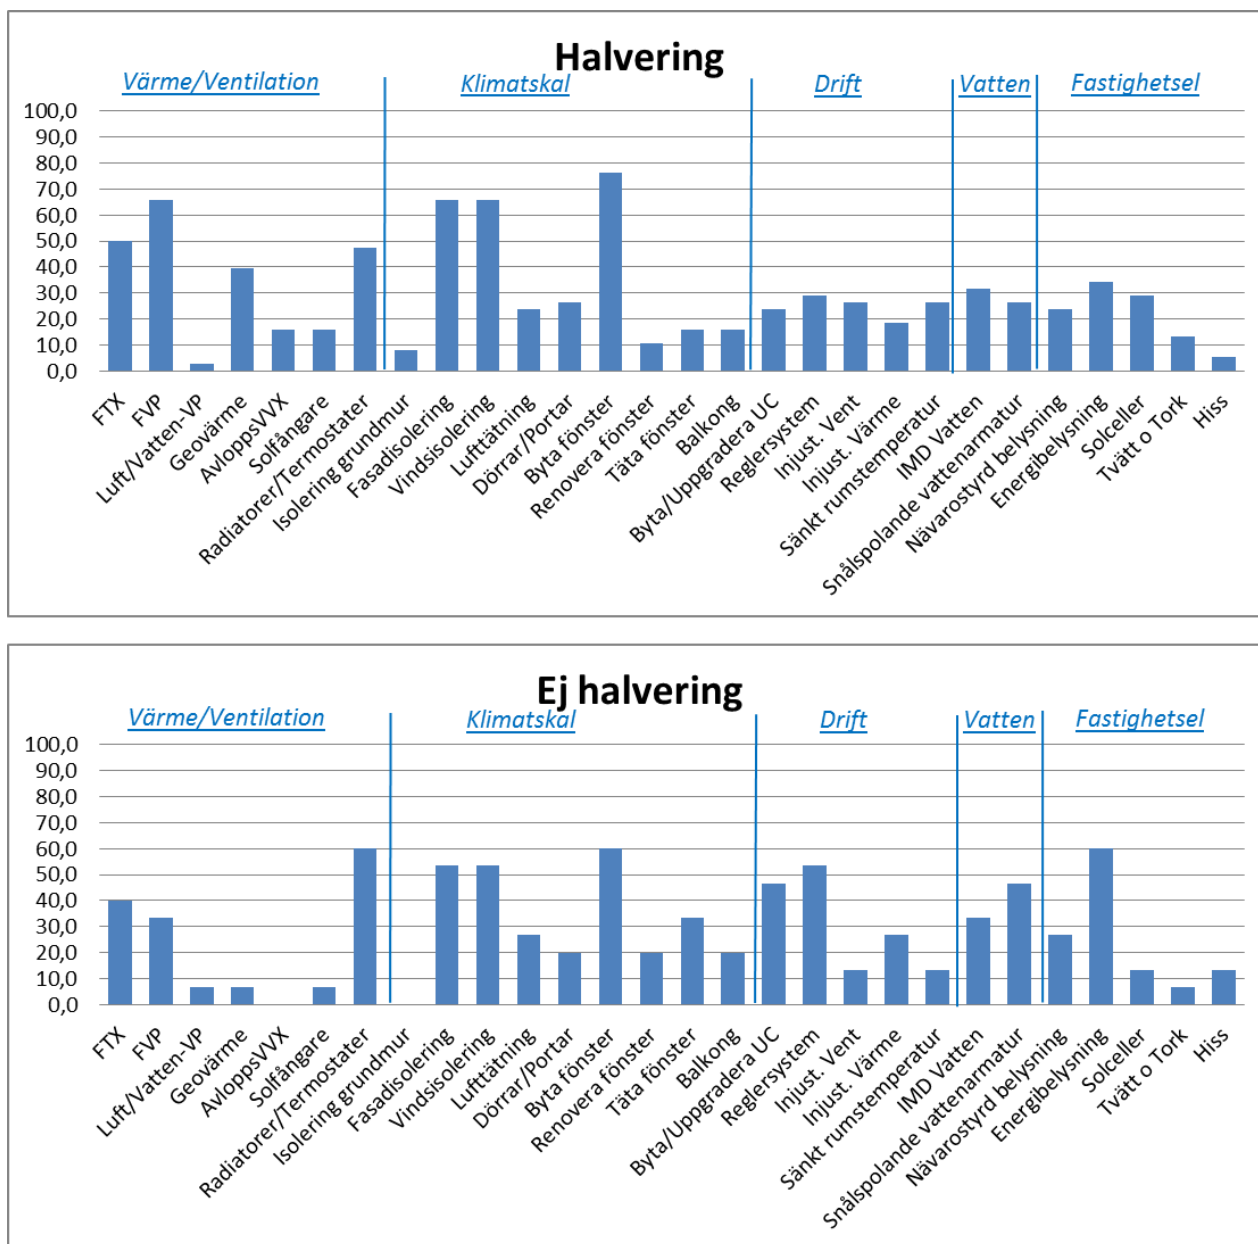 Halvering
Värme/Ventilation Klimatskal Drift Vatten Fastighetsel
100,0
90,0
80,0
70,0
60,0
50,0
40,0
30,0
20,0
10,0
0,0
FTX
FVP
Luft/Vatten-VP
Geovärme
AvloppsVVX
Solfångare
Radiatorer/Termostater
Isolering grundmur
Fasadisolering
Vindsisolering
Lufttätning
Dörrar/Portar
Byta fönster
Renovera fönster
Täta fönster
Balkong
Byta/Uppgradera UC
Reglersystem
Injust. Vent
Injust. Värme
Sänkt rumstemperatur
IMD Vatten
Snålspolande vattenarmatur
Nävarostyrd belysning
Energibelysning
Solceller
Tvätt o Tork
Hiss
Ej halvering
Värme/Ventilation Klimatskal Drift Vatten Fastighetsel
100,0
90,0
80,0
70,0
60,0
50,0
40,0
30,0
20,0
10,0
0,0
FTX
FVP
Luft/Vatten-VP
Geovärme
AvloppsVVX
Solfångare
Radiatorer/Termostater
Isolering grundmur
Fasadisolering
Vindsisolering
Lufttätning
Dörrar/Portar
Byta fönster
Renovera fönster
Täta fönster
Balkong
Byta/Uppgradera UC
Reglersystem
Injust. Vent
Injust. Värme
Sänkt rumstemperatur
IMD Vatten
Snålspolande vattenarmatur
Nävarostyrd belysning
Energibelysning
Solceller
Tvätt o Tork
Hiss